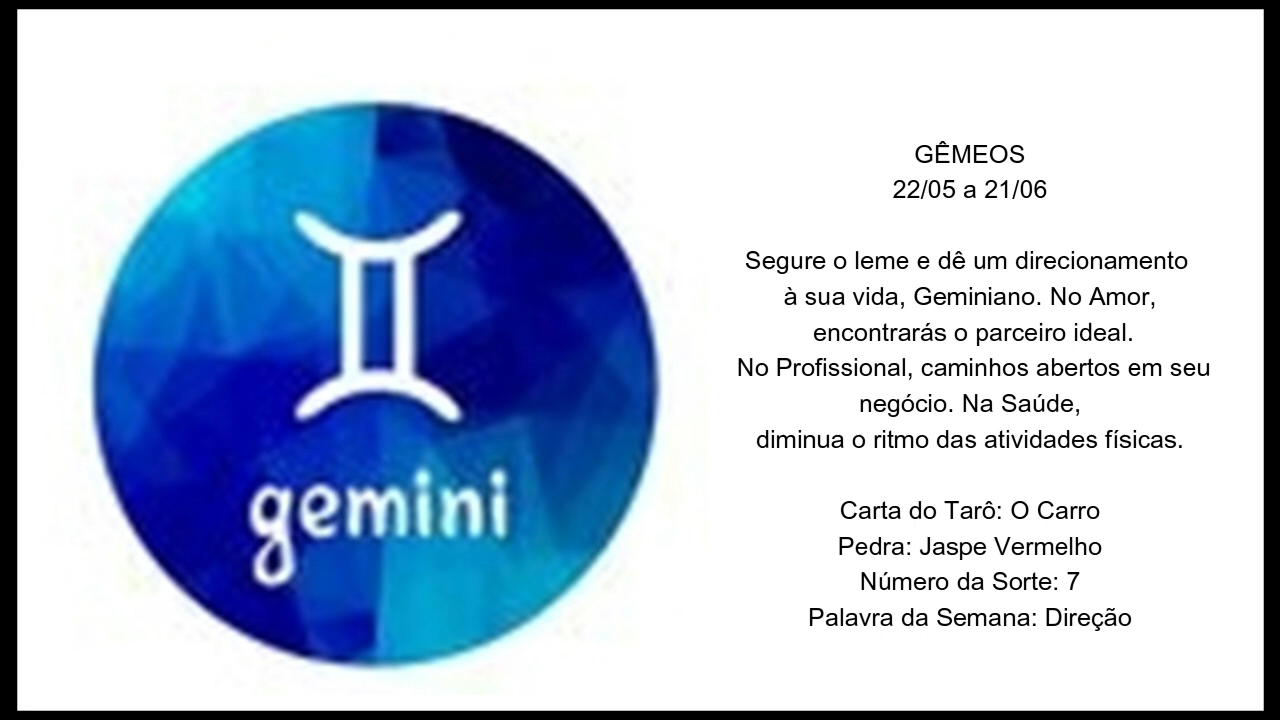 gemini
GÊMEOS
22/05 a 21/06
Segure o leme e dê um direcionamento
à sua vida, Geminiano. No Amor,
encontrarás o parceiro ideal.
No Profissional, caminhos abertos em seu
negócio. Na Saúde,
diminua o ritmo das atividades físicas.
Carta do Tarô: O Carro
Pedra: Jaspe Vermelho
Número da Sorte: 7
Palavra da Semana: Direção